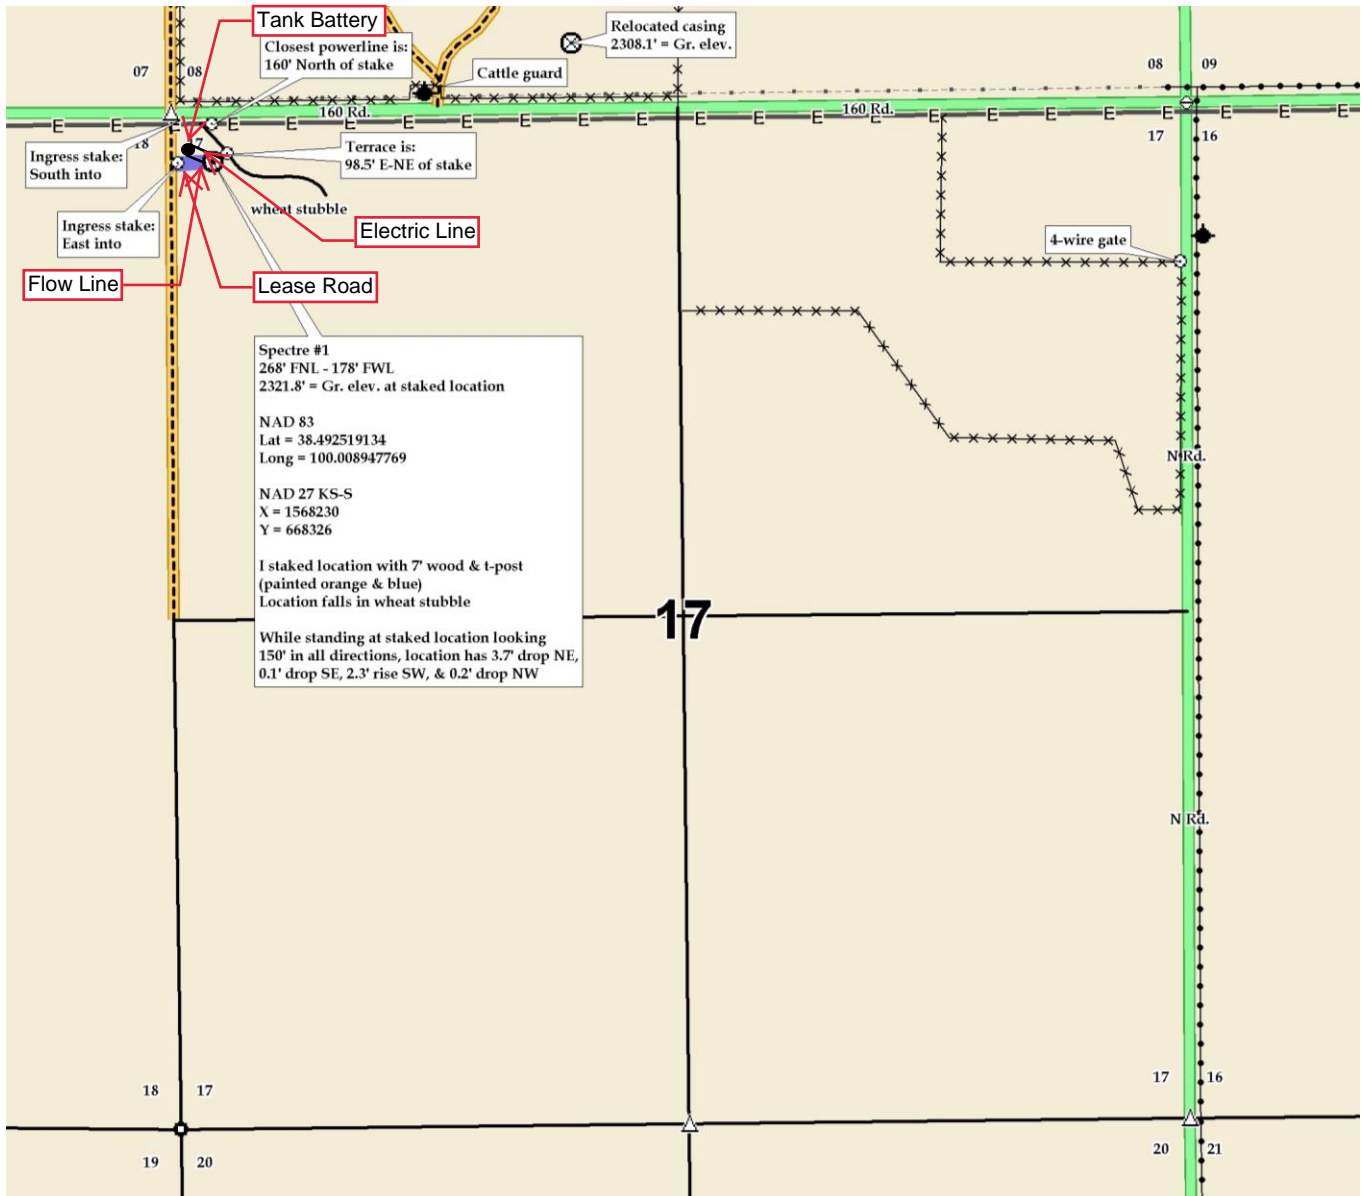 Tank Battery
Relocated casing
2308.1' = Gr. elev.
Closest powerline is:
160' North of stake
Cattle guard
07
08
08
09
160 Rd.
160 Rd.
E E E E E E E E E E E E E E E E E E E E E E E
18
17
17
16
Ingress stake:
South into
Terrace is:
98.5' E-NE of stake
wheat stubble
Ingress stake:
East into
Electric Line
4-wire gate
Flow Line
Lease Road
Spectre #1
268' FNL - 178' FWL
2321.8' = Gr. elev. at staked location
NAD 83
Lat = 38.492519134
Long = 100.008947769
NAD 27 KS-S
X = 1568230
Y = 668326
I staked location with 7' wood & t-post
(painted orange & blue)
Location falls in wheat stubble
While standing at staked location looking
150' in all directions, location has 3.7' drop NE,
0.1' drop SE, 2.3' rise SW, & 0.2' drop NW
N Rd.
17
N Rd.
18
17
17
16
19
20
20
21